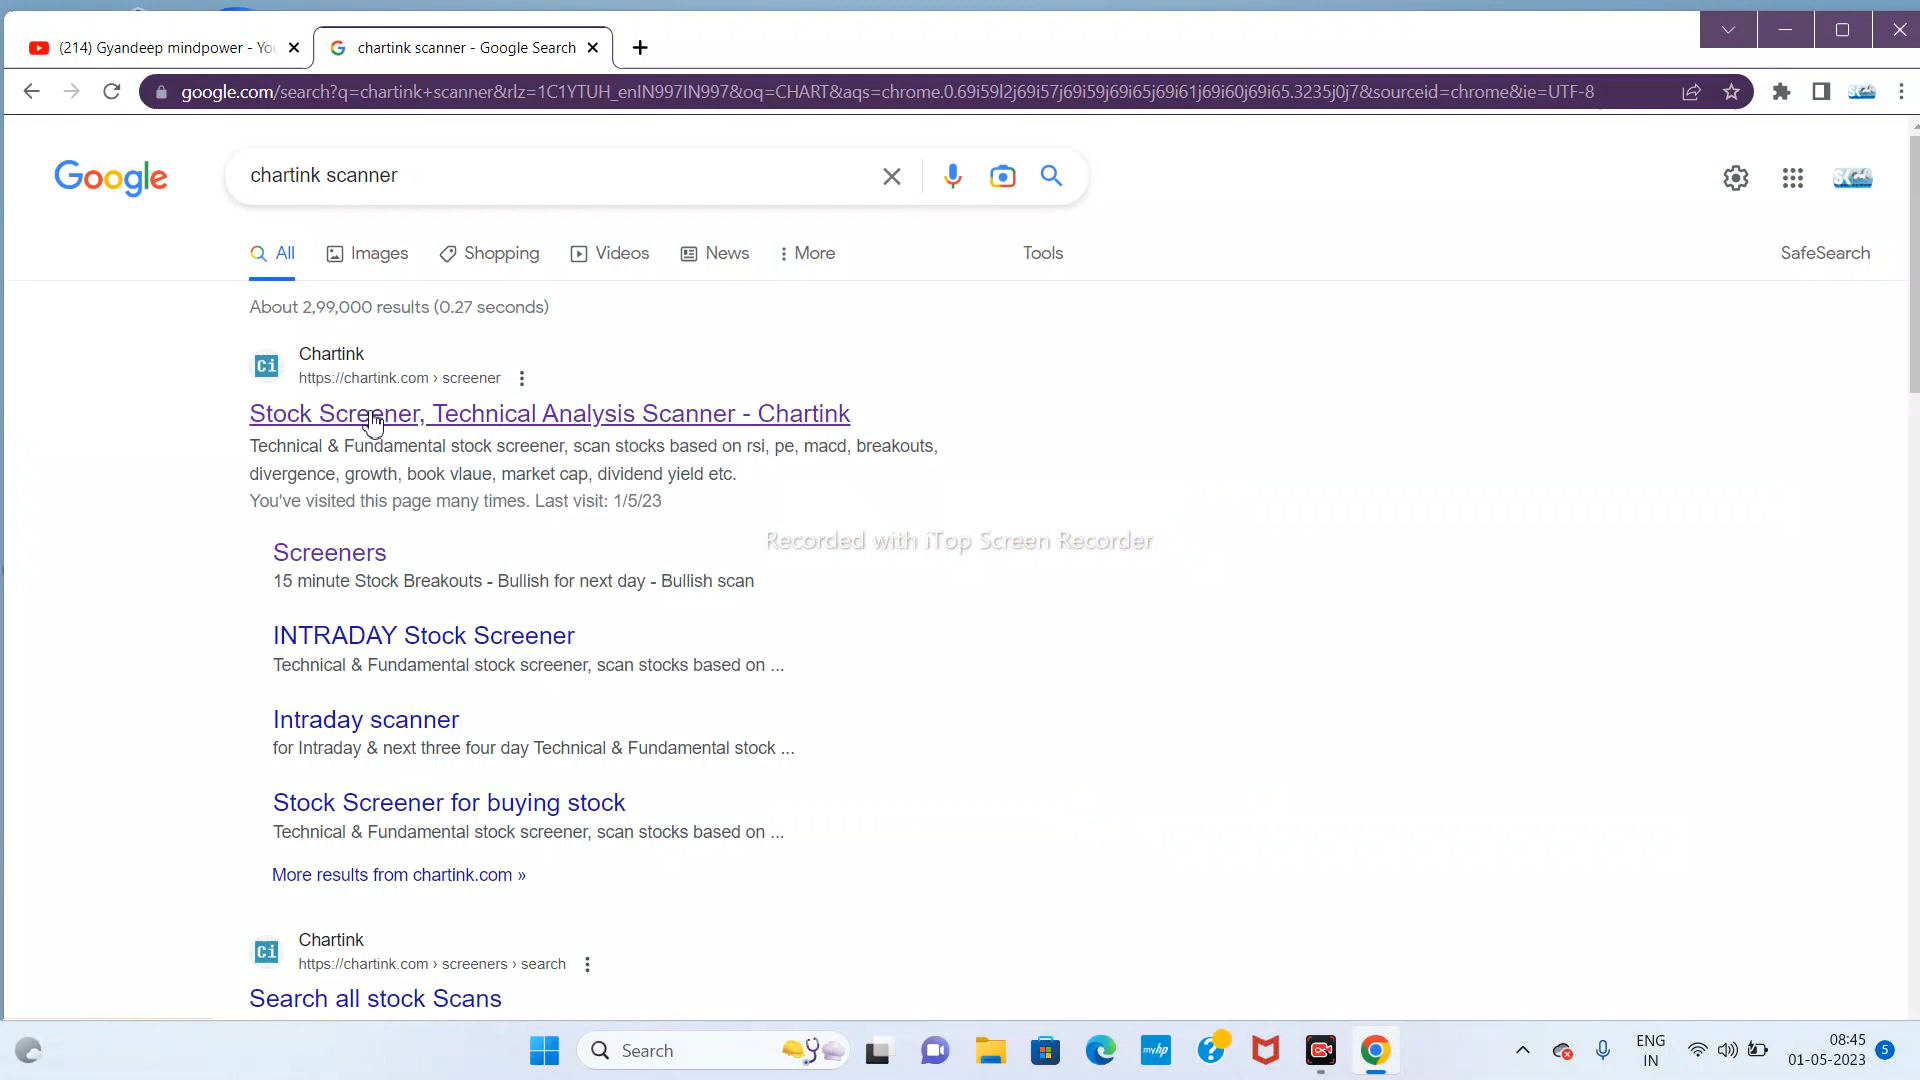 (214) Gyandeep mindpower - You
chartink scanner - Google Search
google.com/search?q=chartink+scanner&rlz=1C1YTUH_enIN997IN997&oq=CHART&aqs=chrome.0.69i59l2j69i57j69i59j69i65j69i61j69i60j69i65.3235j0j7&sourceid=chrome&ie=UTF-8
Google
chartink scanner
SK
All Images Shopping Videos News More Tools SafeSearch
About 2,99,000 results (0.27 seconds)
Ci
Chartink
https://chartink.com › screener
Stock Screener, Technical Analysis Scanner - Chartink
Technical & Fundamental stock screener, scan stocks based on rsi, pe, macd, breakouts,
divergence, growth, book vlaue, market cap, dividend yield etc.
You've visited this page many times. Last visit: 1/5/23
Recorded with iTop Screen Recorder
Screeners
15 minute Stock Breakouts - Bullish for next day - Bullish scan
INTRADAY Stock Screener
Technical & Fundamental stock screener, scan stocks based on ...
Intraday scanner
for Intraday & next three four day Technical & Fundamental stock ...
Stock Screener for buying stock
Technical & Fundamental stock screener, scan stocks based on ...
More results from chartink.com »
Ci
Chartink
https://chartink.com › screeners › search
Search all stock Scans
Search
myhp
ENG
IN
08:45
01-05-2023
5